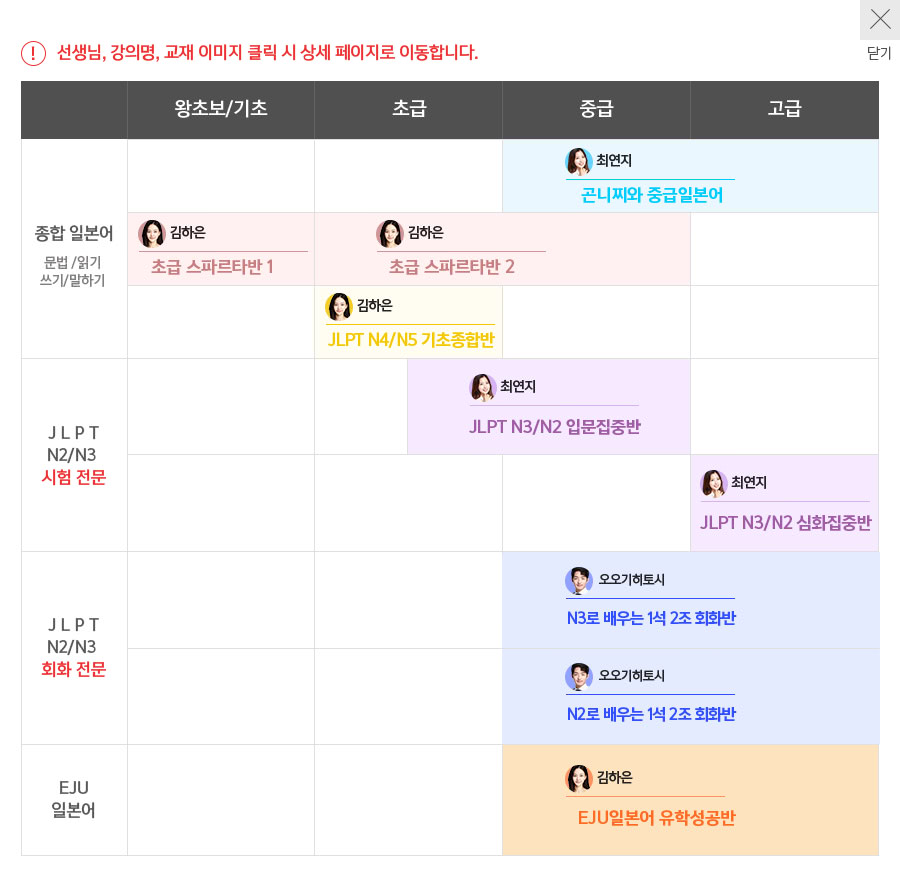 닫기
선생님, 강의명, 교재 이미지 클릭 시 상세 페이지로 이동합니다.
왕초보/기초
초급
중급
고급
종합 일본어
문법 /읽기
쓰기/말하기
최연지
곤니찌와 중급일본어
김하은
초급 스파르타반 1
김하은
초급 스파르타반 2
김하은
JLPT N4/N5 기초종합반
J L P T
N2/N3
시험 전문
최연지
JLPT N3/N2 입문집중반
최연지
JLPT N3/N2 심화집중반
J L P T
N2/N3
회화 전문
오오기히토시
N3로 배우는 1석 2조 회화반
오오기히토시
N2로 배우는 1석 2조 회화반
EJU
일본어
김하은
EJU일본어 유학성공반